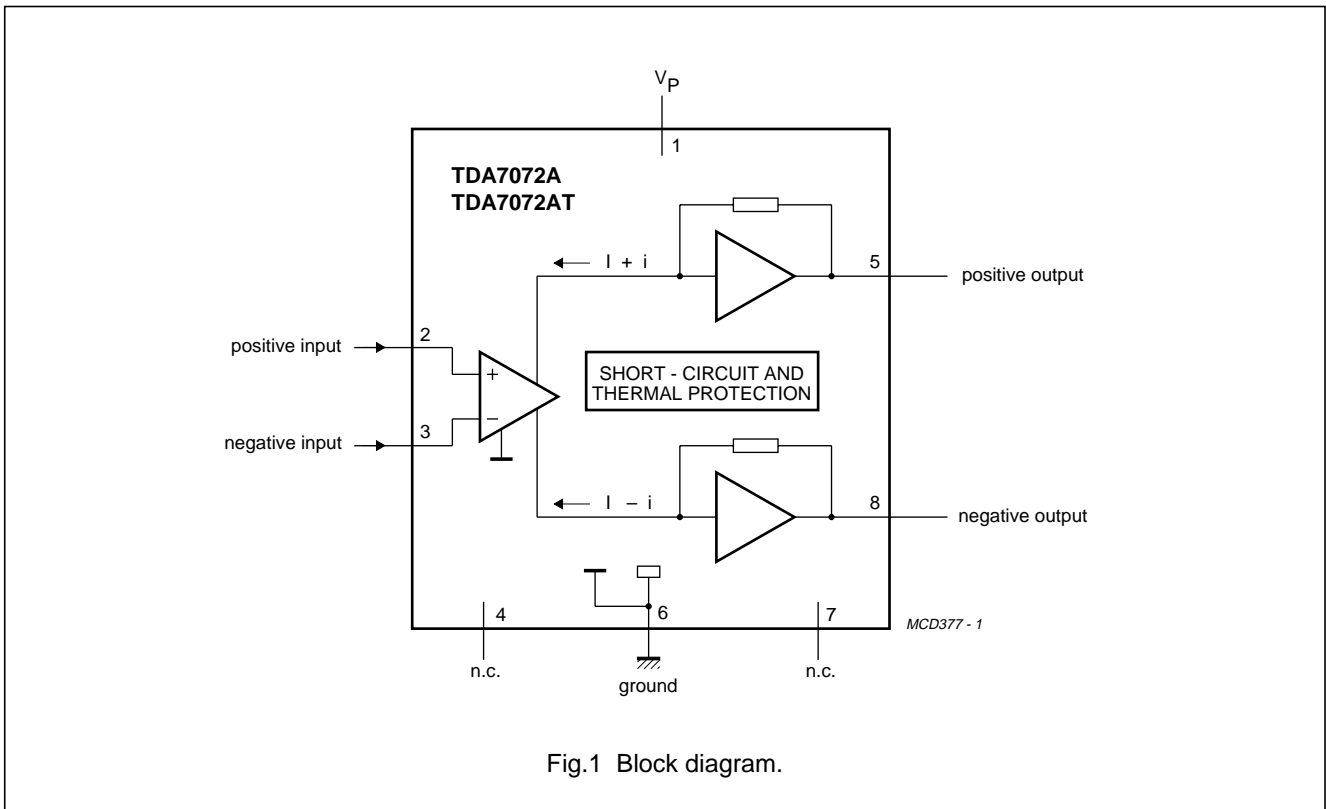 V_P
1
TDA7072A
TDA7072AT
I + i
5
positive output
2
positive input
+
SHORT - CIRCUIT AND
THERMAL PROTECTION
−
3
negative input
I − i
8
negative output
4
6
7
MCD377 - 1
n.c.
ground
n.c.
Fig.1 Block diagram.